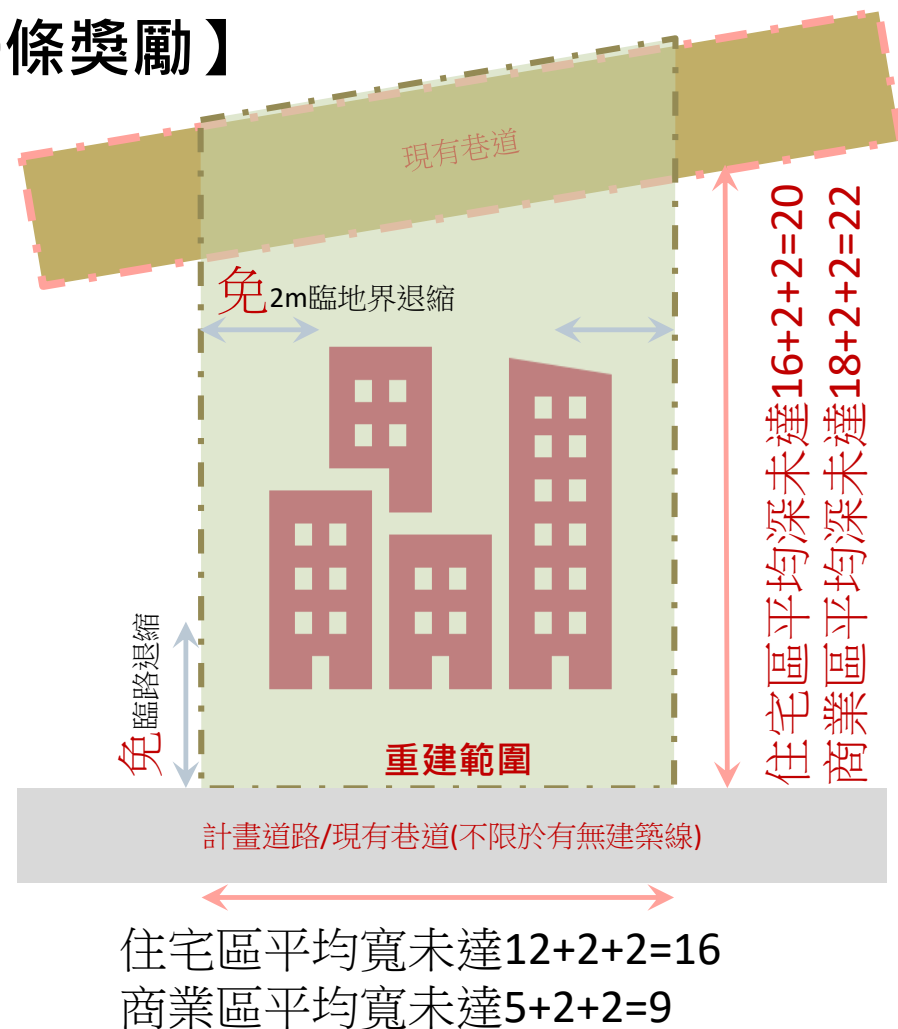 條獎勵】
現有巷道
免2m臨地界退縮
住宅區平均深未達16+2+2=20
商業區平均深未達18+2+2=22
免臨路退縮
重建範圍
計畫道路/現有巷道(不限於有無建築線)
住宅區平均寬未達12+2+2=16
商業區平均寬未達5+2+2=9